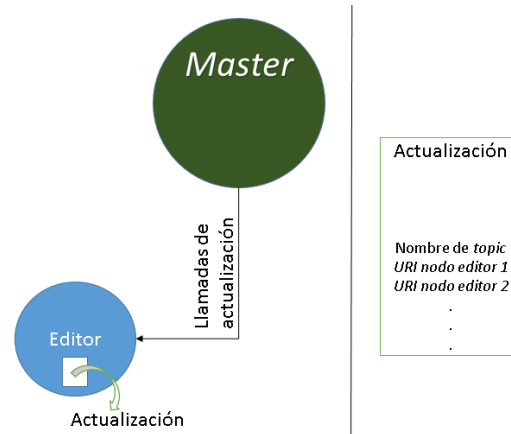 Master
Llamadas de
actualización
Editor
Actualización
Actualización
Nombre de topic
URI nodo editor 1
URI nodo editor 2
.
.
.